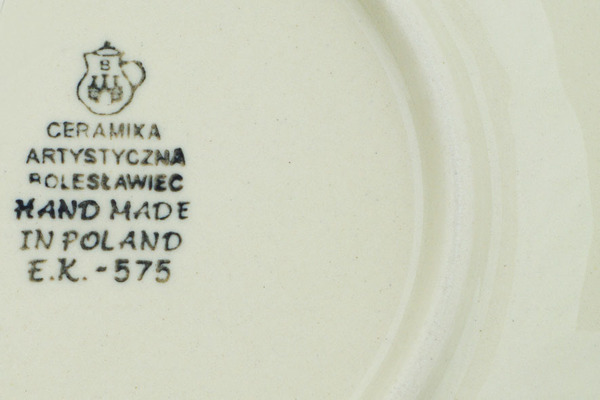 B
CERAMIKA
ARTYSTYCZNA
BOLESŁAWIEC
HAND MADE
IN POLAND
E.K.-575